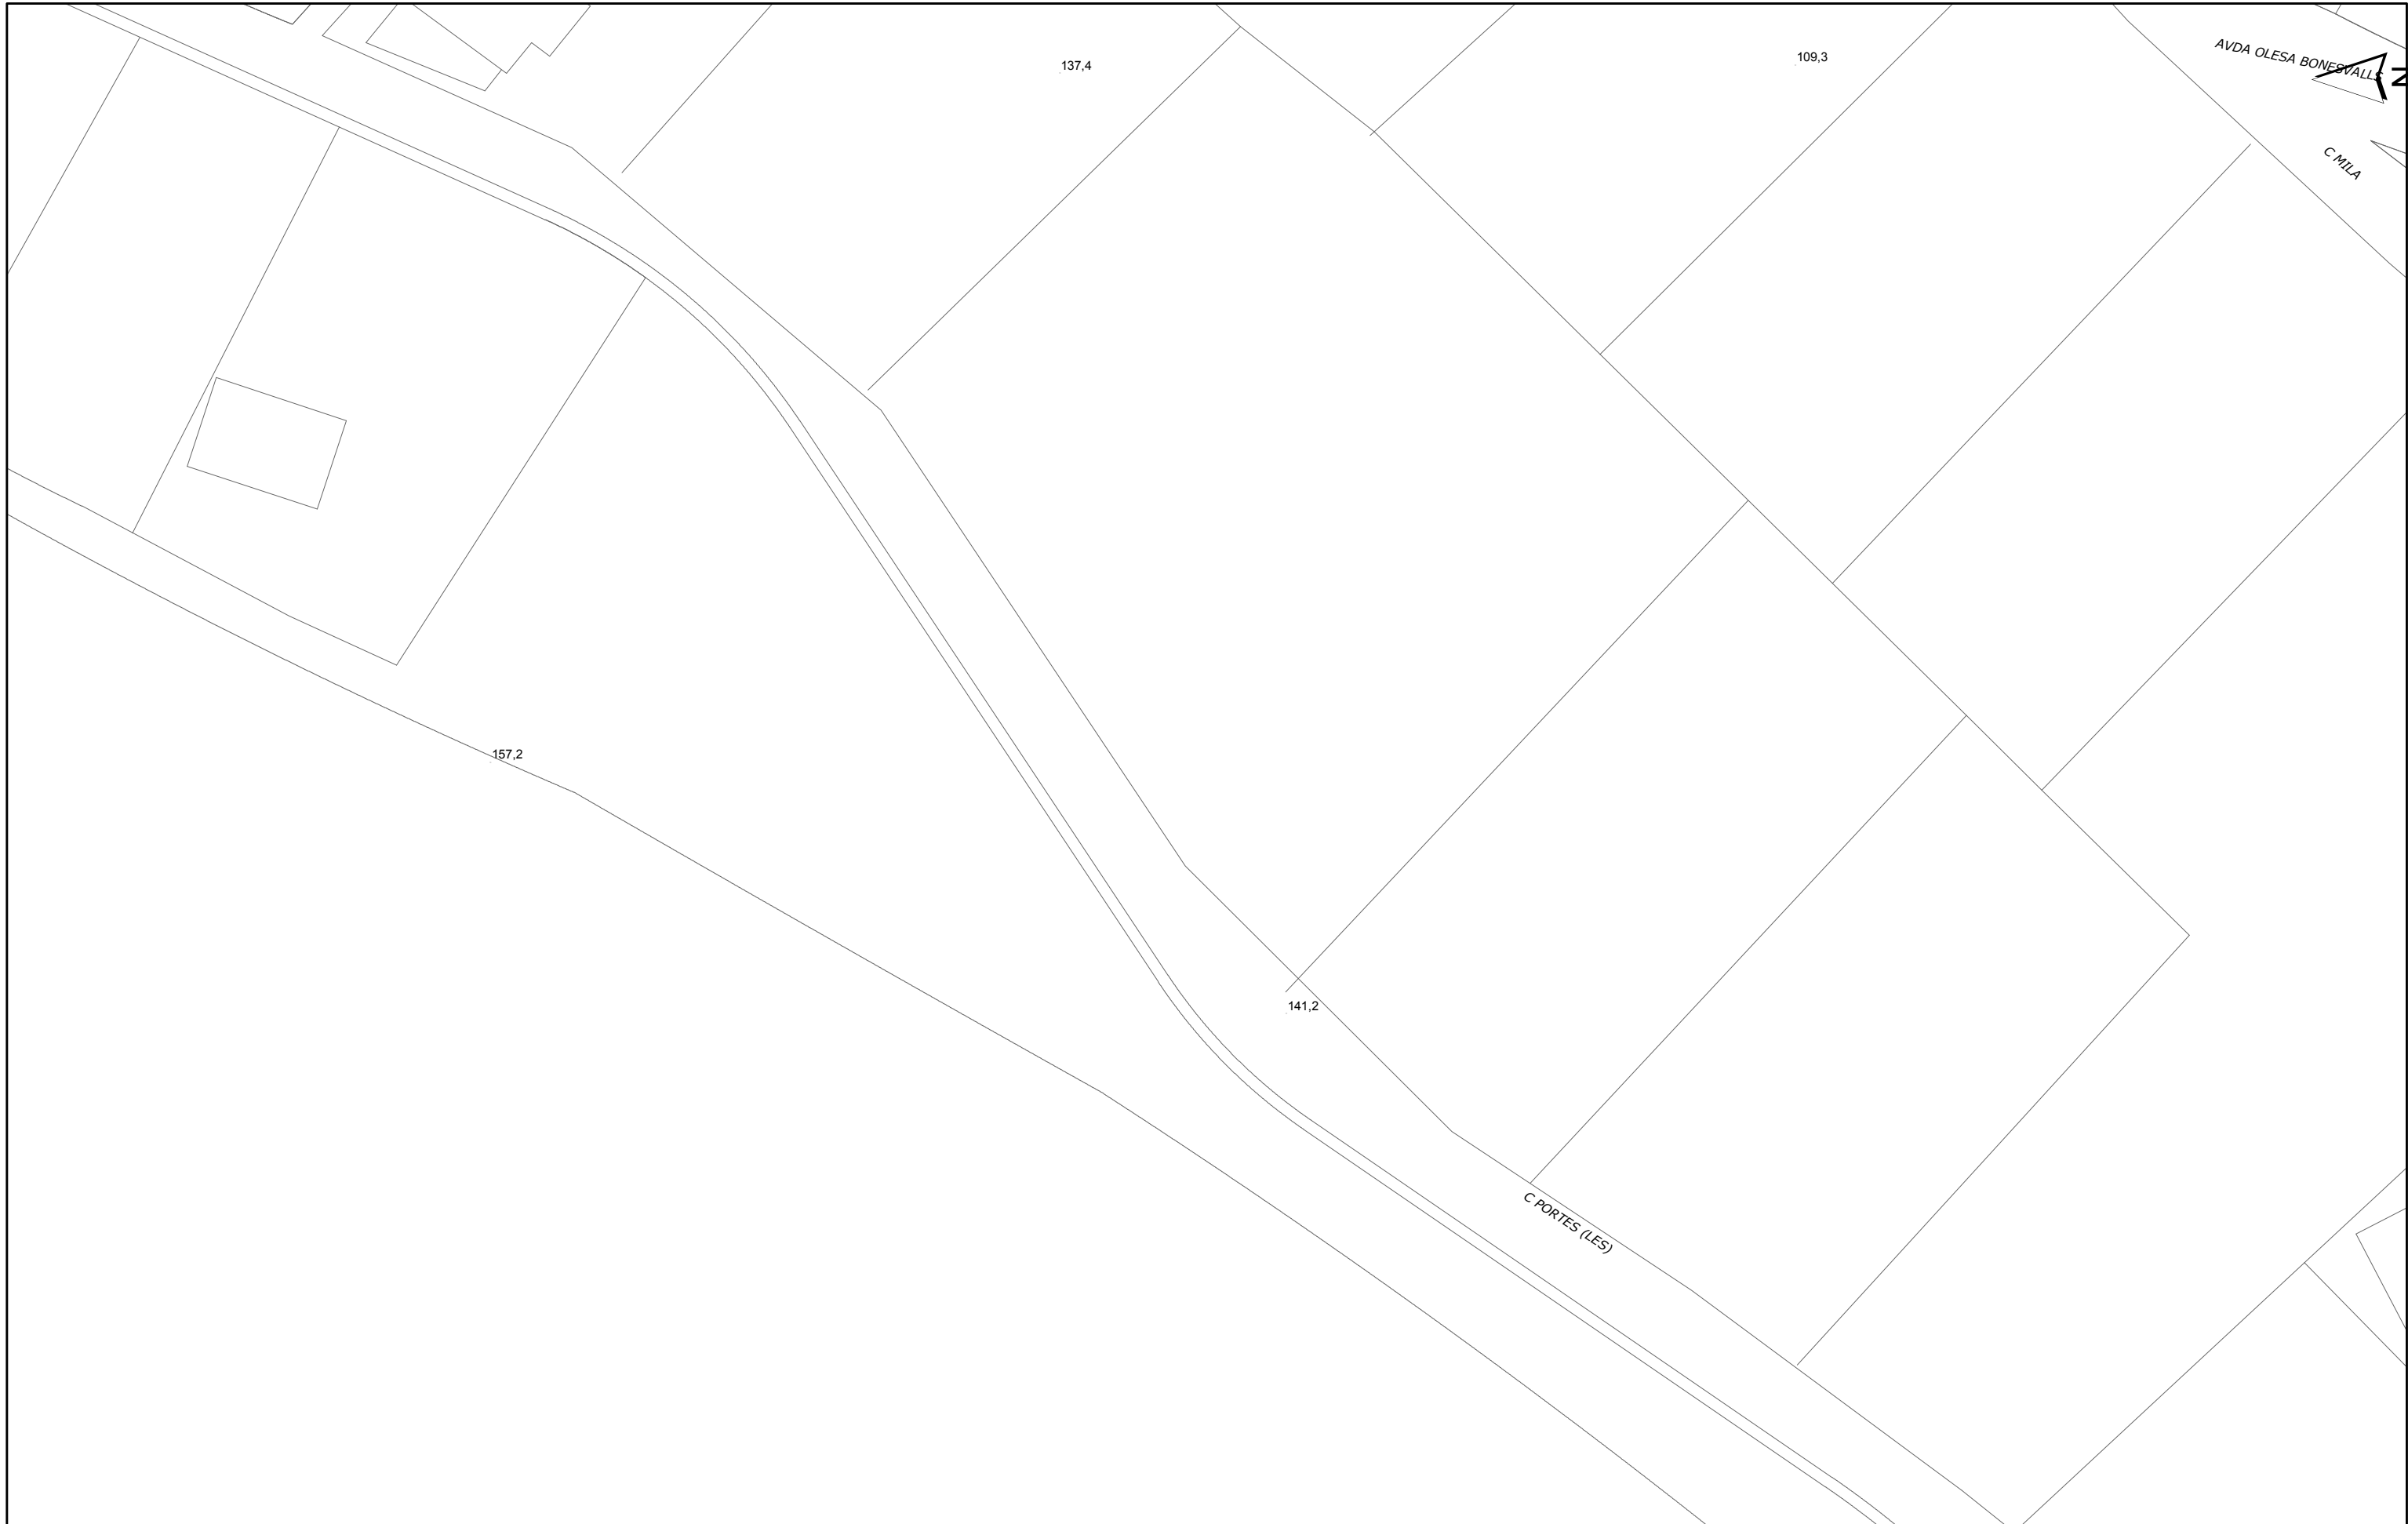 109,3
137,4
AVDA OLESA BONESVALLS
N
C MILA
157,2
141,2
C PORTES (LES)